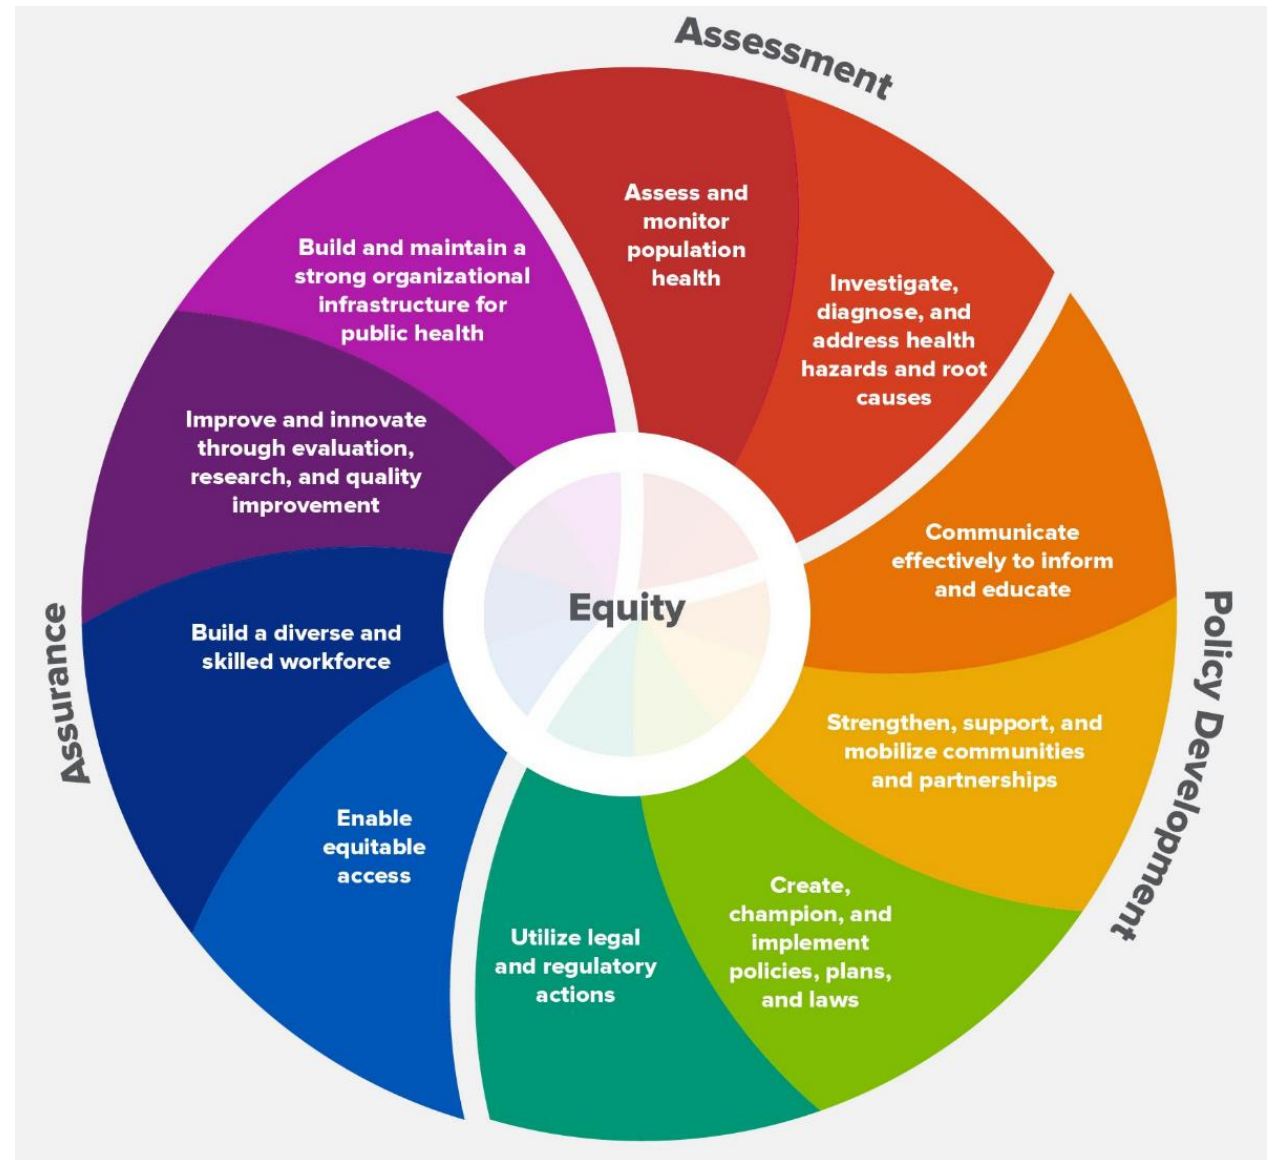 Assessment
Assess and
monitor
population
health
Investigate,
diagnose, and
address health
hazards and root
causes
Policy Development
Communicate
effectively to inform
and educate
Strengthen, support, and
mobilize communities
and partnerships
Create,
champion, and
implement
policies, plans,
and laws
Utilize legal
and regulatory
actions
Assurance
Enable
equitable
access
Build a diverse and
skilled workforce
Improve and innovate
through evaluation,
research, and quality
improvement
Build and maintain a
strong organizational
infrastructure for
public health
Equity